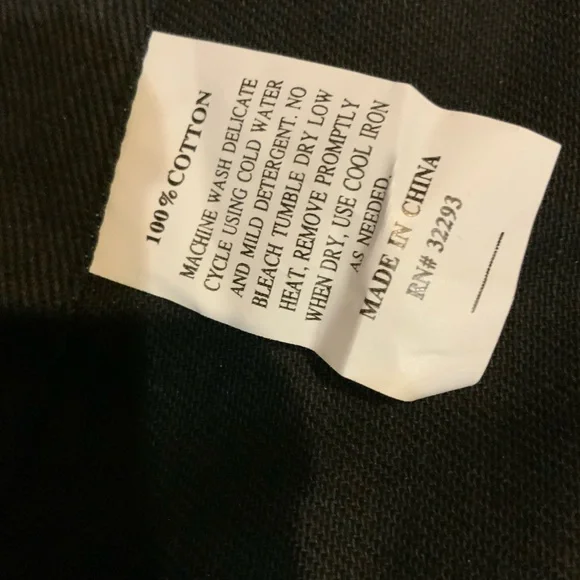 100% COTTON
MACHINE WASH DELICATE
CYCLE USING COLD WATER
AND MILD DETERGENT. NO
BLEACH TUMBLE DRY LOW
HEAT, REMOVE PROMPTLY
WHEN DRY, USE COOL IRON
AS NEEDED.
MADE IN CHINA
RN# 32293